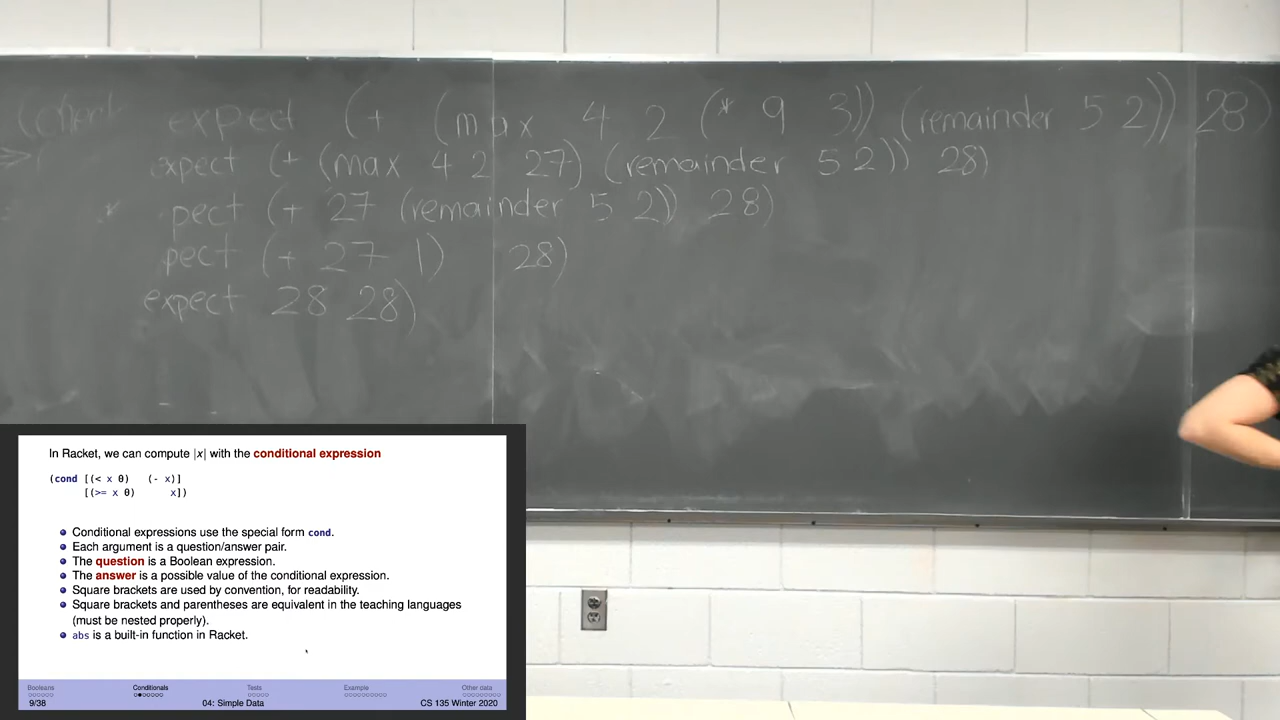 (check expect (+ (max 4 2 (* 9 3)) (remainder 5 2)) 28)
expect (+ (max 4 2 27) (remainder 5 2)) 28)
pect (+ 27 (remainder 5 2)) 28)
pect (+ 27 1) 28)
expect 28 28)
In Racket, we can compute |x| with the conditional expression
(cond [(< x 0) (- x)]
[(>= x 0) x])
Conditional expressions use the special form cond.
Each argument is a question/answer pair.
The question is a Boolean expression.
The answer is a possible value of the conditional expression.
Square brackets are used by convention, for readability.
Square brackets and parentheses are equivalent in the teaching languages
(must be nested properly).
abs is a built-in function in Racket.
Booleans Conditionals Tests Example Other data
9/38 04: Simple Data CS 135 Winter 2020